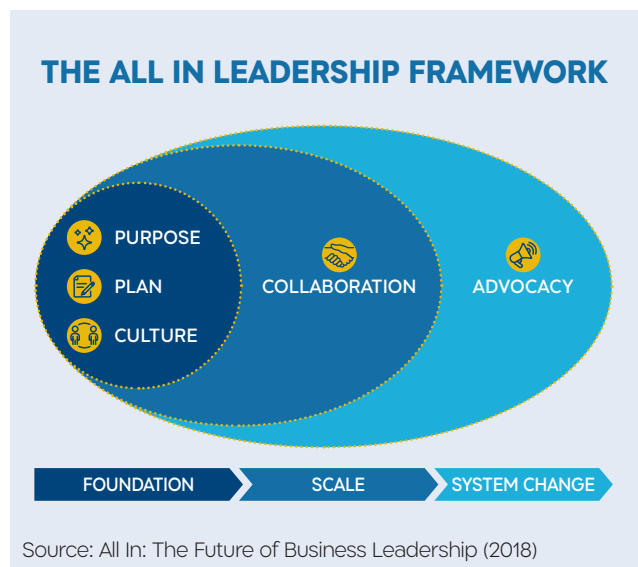 THE ALL IN LEADERSHIP FRAMEWORK
PURPOSE
PLAN
CULTURE
COLLABORATION
ADVOCACY
FOUNDATION
SCALE
SYSTEM CHANGE
Source: All In: The Future of Business Leadership (2018)